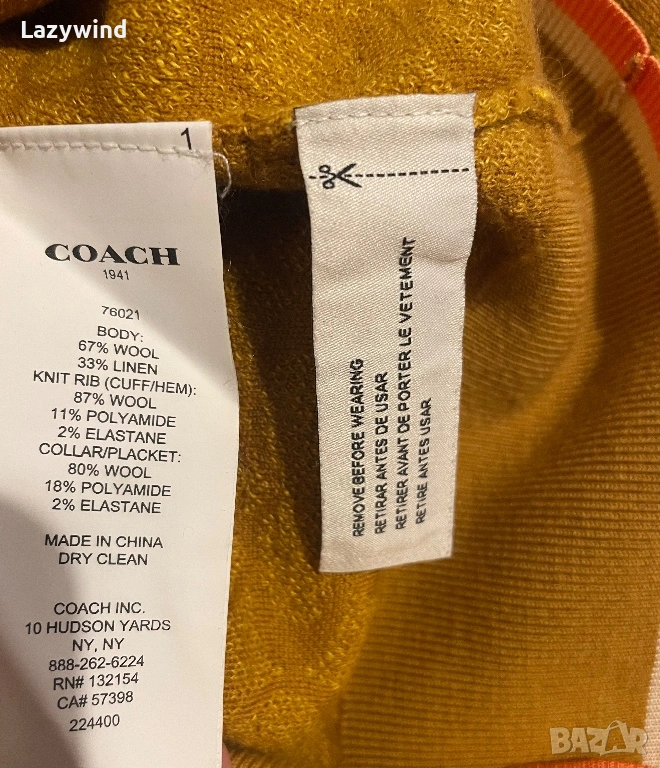 Lazywind
1
COACH
1941
76021
BODY:
67% WOOL
33% LINEN
KNIT RIB (CUFF/HEM):
87% WOOL
11% POLYAMIDE
2% ELASTANE
COLLAR/PLACKET:
80% WOOL
18% POLYAMIDE
2% ELASTANE
MADE IN CHINA
DRY CLEAN
COACH INC.
10 HUDSON YARDS
NY, NY
888-262-6224
RN# 132154
CA# 57398
224400
REMOVE BEFORE WEARING
RETIRAR ANTES DE USAR
RETIRER AVANT DE PORTER LE VETEMENT
RETIRE ANTES USAR
BAZAR